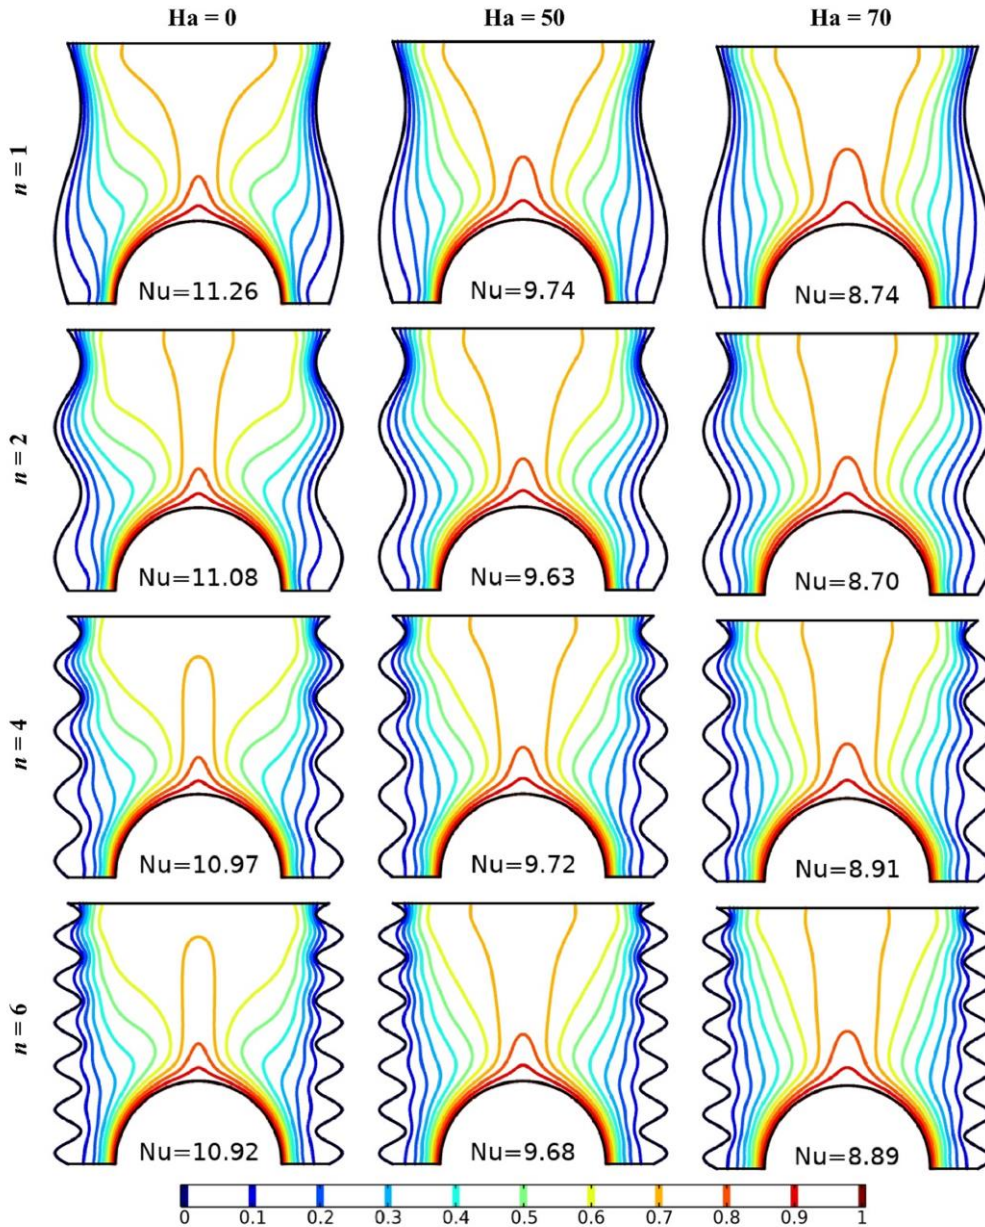 Ha = 0 Ha = 50 Ha = 70
n = 1
Nu=11.26 Nu=9.74 Nu=8.74
n = 2
Nu=11.08 Nu=9.63 Nu=8.70
n = 4
Nu=10.97 Nu=9.72 Nu=8.91
n = 6
Nu=10.92 Nu=9.68 Nu=8.89
0 0.1 0.2 0.3 0.4 0.5 0.6 0.7 0.8 0.9 1